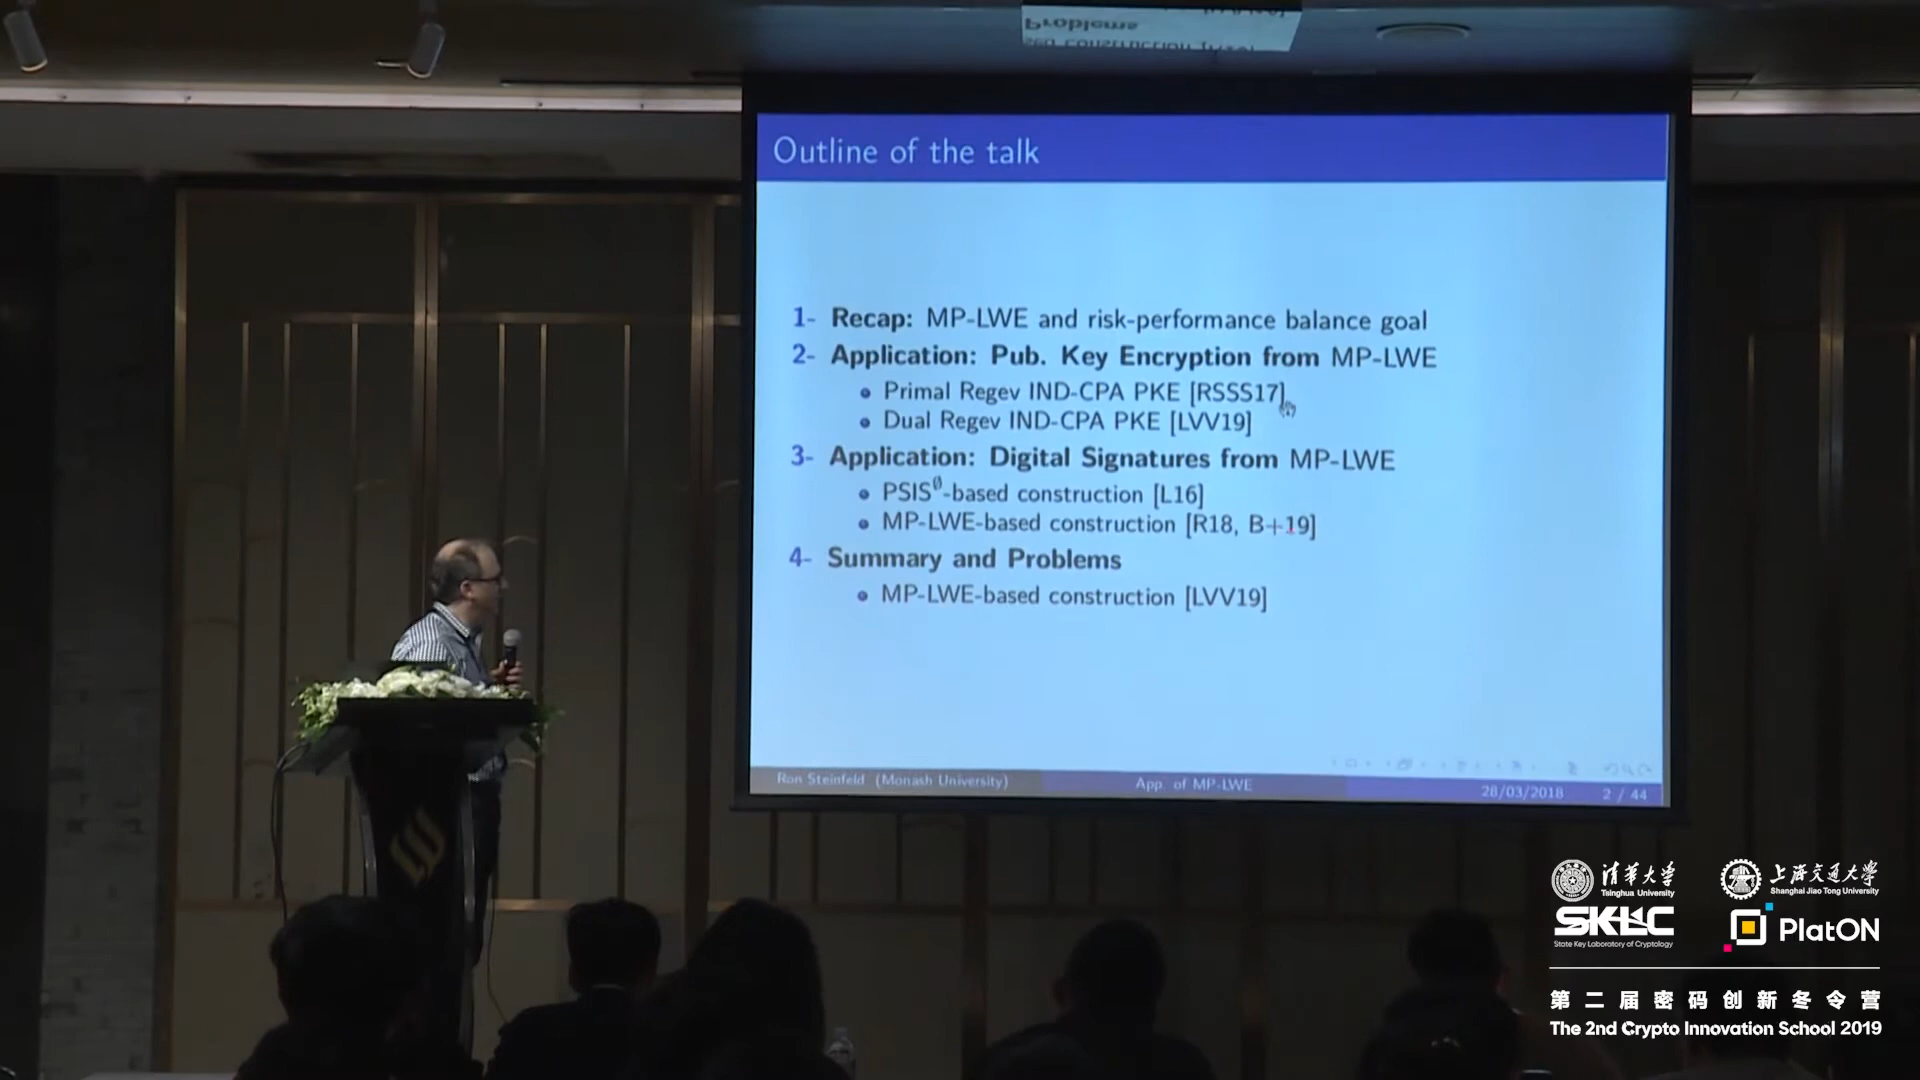 Problems
Outline of the talk
1- Recap: MP-LWE and risk-performance balance goal
2- Application: Pub. Key Encryption from MP-LWE
Primal Regev IND-CPA PKE [RSSS17]
Dual Regev IND-CPA PKE [LVV19]
3- Application: Digital Signatures from MP-LWE
PSIS^∅-based construction [L16]
MP-LWE-based construction [R18, B+19]
4- Summary and Problems
MP-LWE-based construction [LVV19]
Ron Steinfeld (Monash University)
App. of MP-LWE
28/03/2018
2 / 44
清华大学
Tsinghua University
上海交通大学
Shanghai Jiao Tong University
SKLC
State Key Laboratory of Cryptology
PlatON
第二届密码创新冬令营
The 2nd Crypto Innovation School 2019